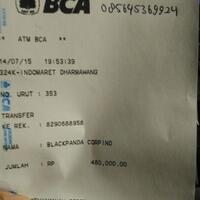 BCA 085645369924
** ATM BCA **
14/07/15 19:53:39
324K-INDOMARET DHARMAWANG
NO. URUT : 353
TRANSFER
KE REK. : 8290688958
NAMA : BLACKPANDA CORPIND
JUMLAH : RP 480,000.00